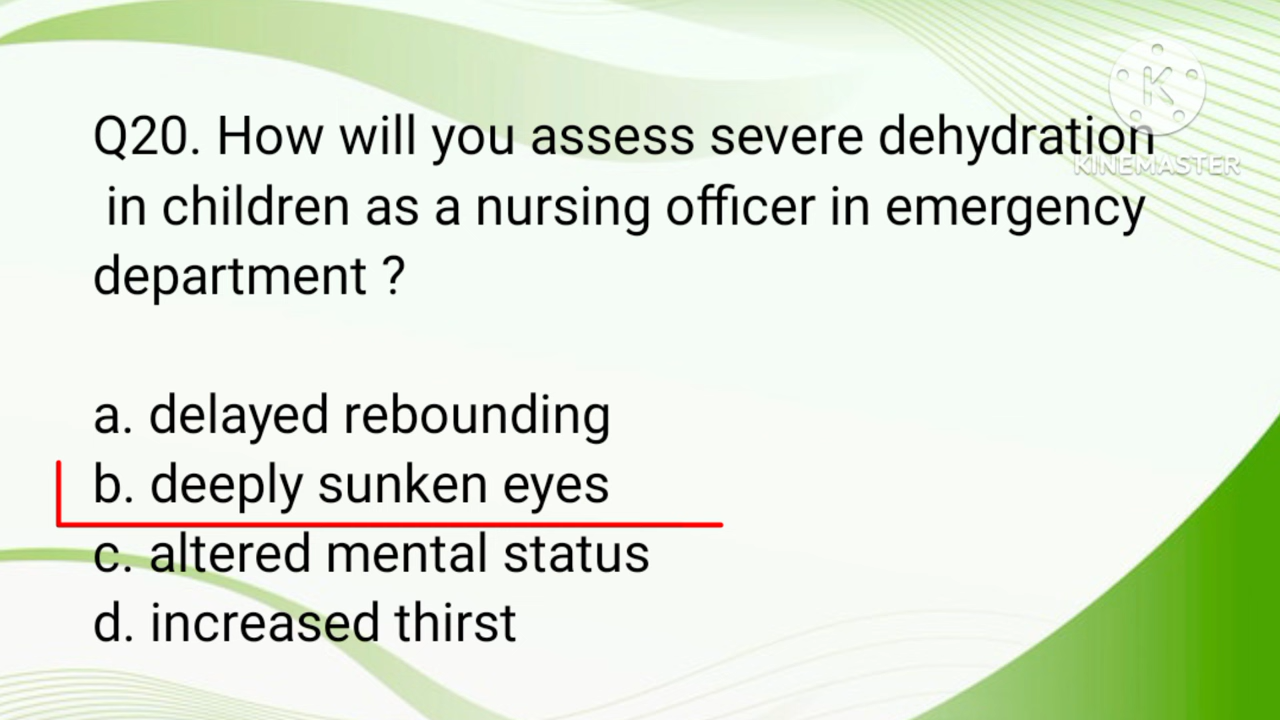 Q20. How will you assess severe dehydration
in children as a nursing officer in emergency
department ?
a. delayed rebounding
b. deeply sunken eyes
c. altered mental status
d. increased thirst
K
KINEMASTER